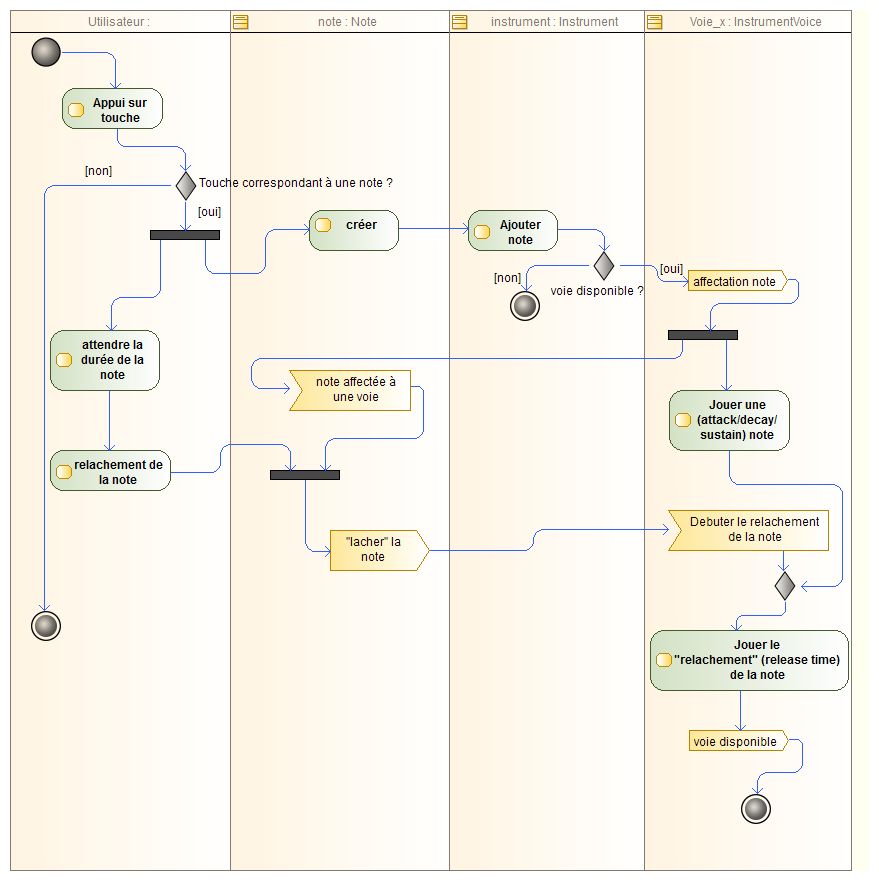 Utilisateur :
note : Note
instrument : Instrument
Voie_x : InstrumentVoice
Appui sur
touche
[non]
Touche correspondant à une note ?
[oui]
créer
Ajouter
note
[non]
voie disponible ?
[oui]
affectation note
attendre la
durée de la
note
note affectée à
une voie
Jouer une
(attack/decay/
sustain) note
relachement de
la note
"lacher" la
note
Debuter le relachement
de la note
Jouer le
"relachement" (release time)
de la note
voie disponible